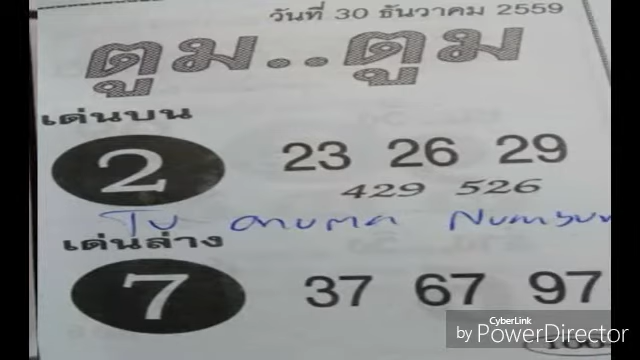 วันที่ 30 ธันวาคม 2559
ตูม..ตูม
เด่นบน
2 23 26 29
429 526
เด่นล่าง
7 37 67 97
CyberLink
by PowerDirector